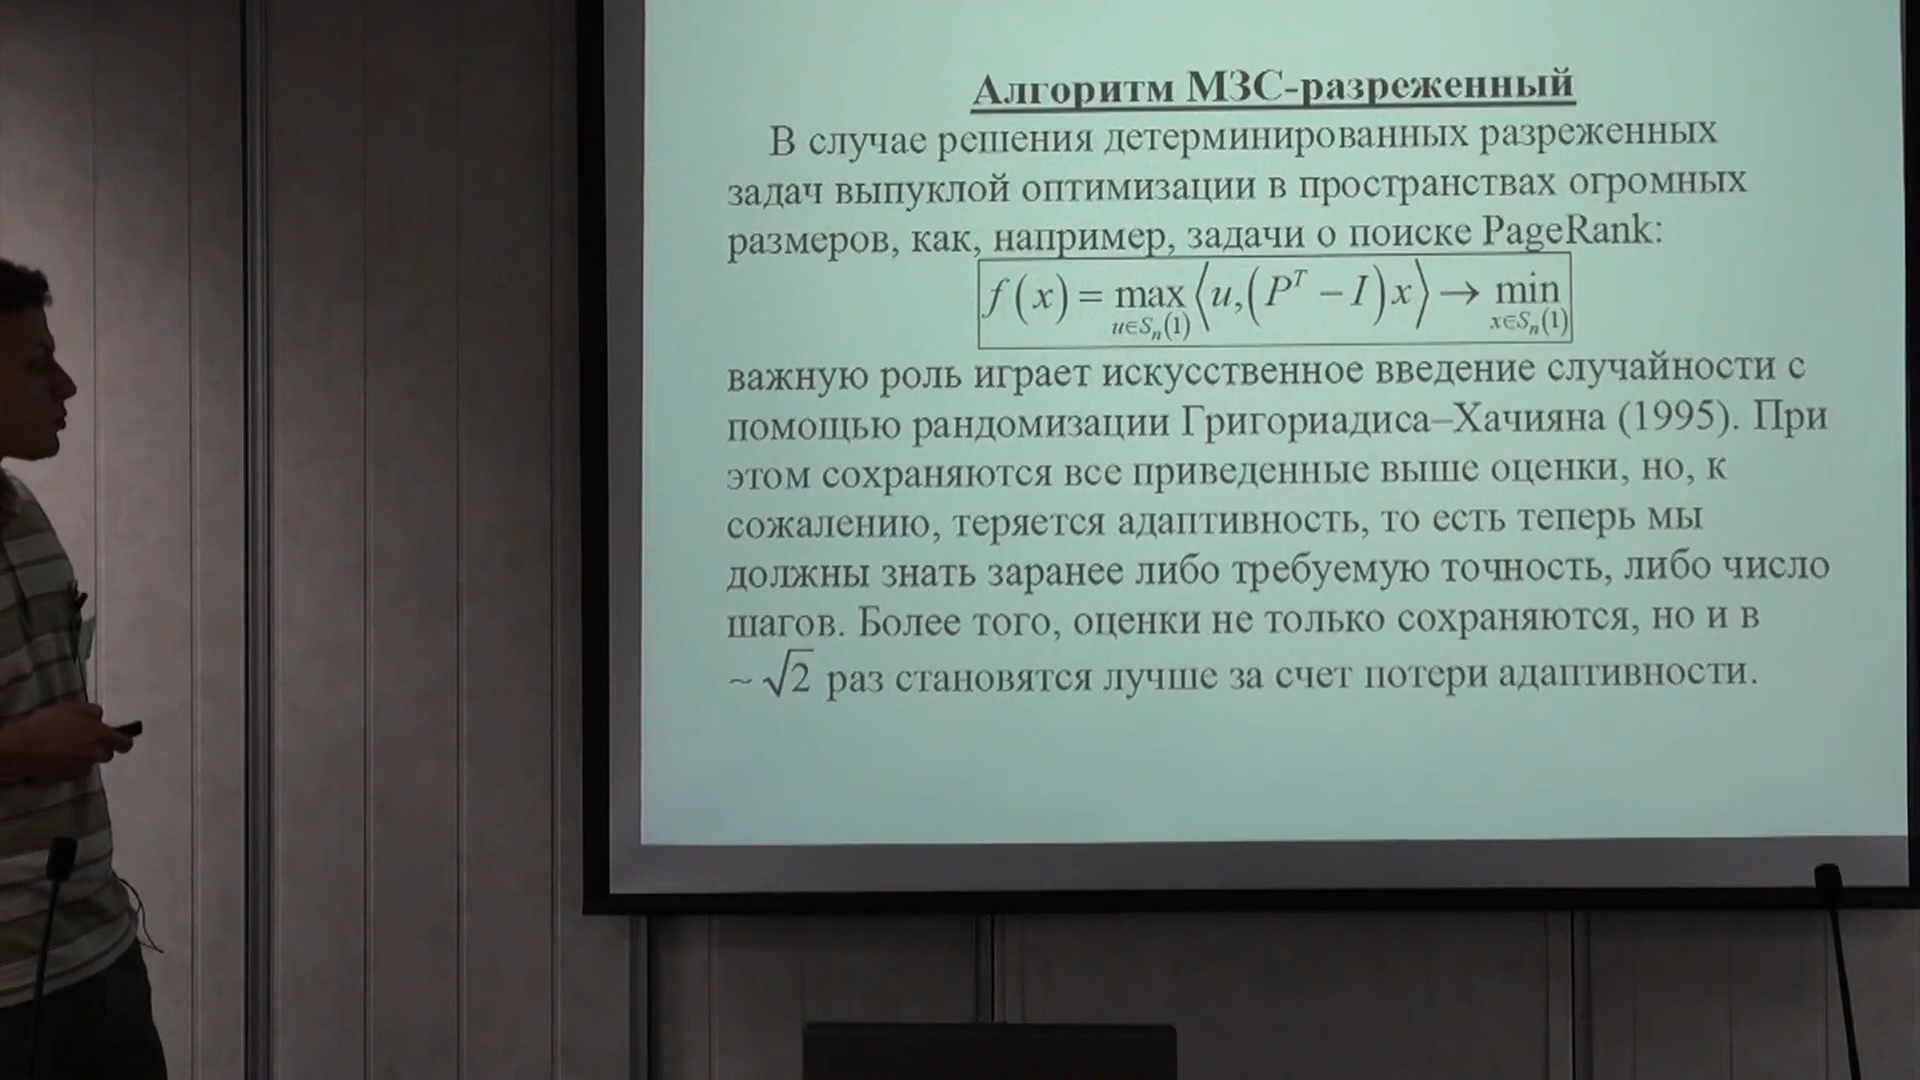 Алгоритм МЗС-разреженный
В случае решения детерминированных разреженных
задач выпуклой оптимизации в пространствах огромных
размеров, как, например, задачи о поиске PageRank:
f(x) = max_{u∈S_n(1)} ⟨u,(P^T − I)x⟩ → min_{x∈S_n(1)}
важную роль играет искусственное введение случайности с
помощью рандомизации Григориадиса–Хачияна (1995). При
этом сохраняются все приведенные выше оценки, но, к
сожалению, теряется адаптивность, то есть теперь мы
должны знать заранее либо требуемую точность, либо число
шагов. Более того, оценки не только сохраняются, но и в
~ √2 раз становятся лучше за счет потери адаптивности.